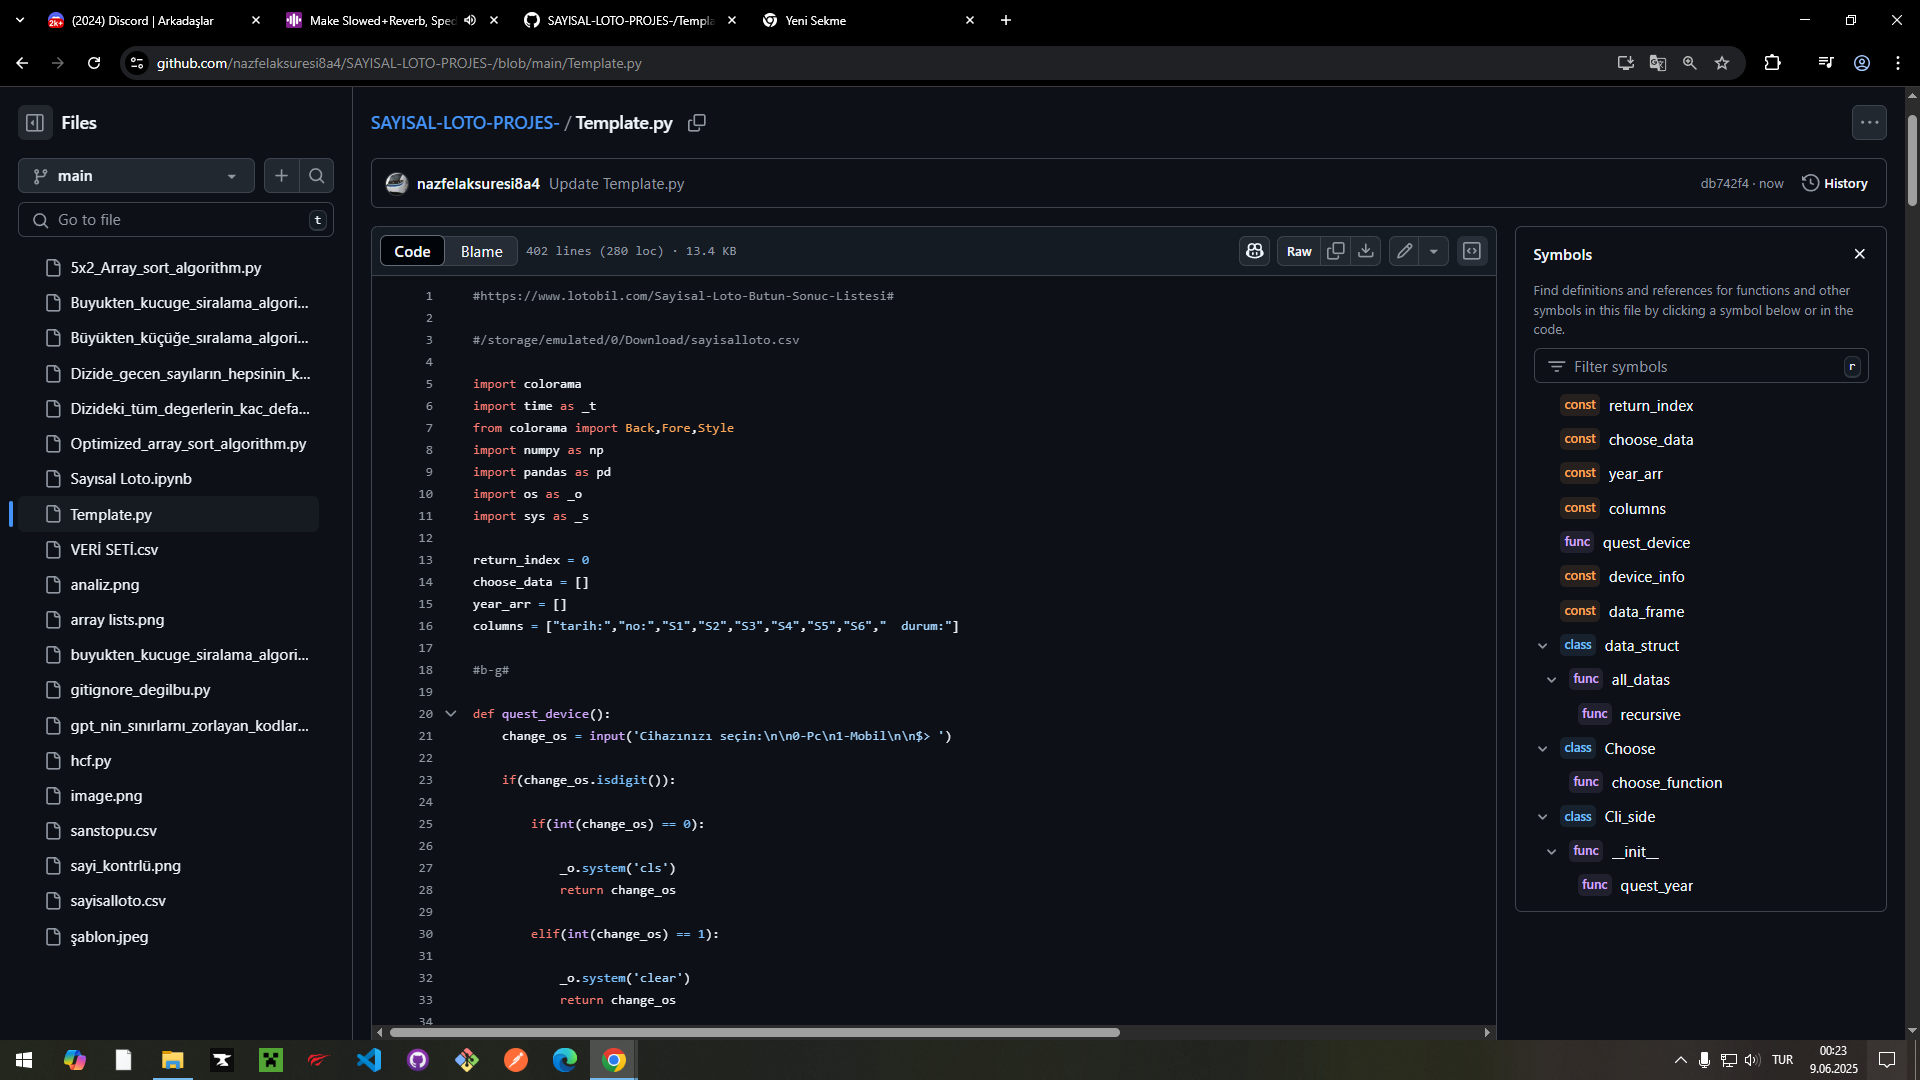 (2024) Discord | Arkadaşlar
Make Slowed+Reverb, Spee
SAYISAL-LOTO-PROJES-/Templa
Yeni Sekme
github.com/nazfelaksuresi8a4/SAYISAL-LOTO-PROJES-/blob/main/Template.py
Files
SAYISAL-LOTO-PROJES- / Template.py
main
nazfelaksuresi8a4 Update Template.py
db742f4 · now
History
Go to file
t
Code
Blame
402 lines (280 loc) · 13.4 KB
Raw
5x2_Array_sort_algorithm.py
Buyukten_kucuge_siralama_algori...
Büyükten_küçüğe_sıralama_algori...
Dizide_gecen_sayıların_hepsinin_k...
Dizideki_tüm_degerlerin_kac_defa...
Optimized_array_sort_algorithm.py
Sayısal Loto.ipynb
Template.py
VERİ SETİ.csv
analiz.png
array lists.png
buyukten_kucuge_siralama_algori...
gitignore_degilbu.py
gpt_nin_sınırlarnı_zorlayan_kodlar...
hcf.py
image.png
sanstopu.csv
sayi_kontrlü.png
sayisalloto.csv
şablon.jpeg
1 #https://www.lotobil.com/Sayisal-Loto-Butun-Sonuc-Listesi#
2
3 #/storage/emulated/0/Download/sayisalloto.csv
4
5 import colorama
6 import time as _t
7 from colorama import Back,Fore,Style
8 import numpy as np
9 import pandas as pd
10 import os as _o
11 import sys as _s
12
13 return_index = 0
14 choose_data = []
15 year_arr = []
16 columns = ["tarih:","no:","S1","S2","S3","S4","S5","S6","  durum:"]
17
18 #b-g#
19
20 def quest_device():
21 change_os = input('Cihazınızı seçin:\n\n0-Pc\n1-Mobil\n\n$> ')
22
23 if(change_os.isdigit()):
24
25 if(int(change_os) == 0):
26
27 _o.system('cls')
28 return change_os
29
30 elif(int(change_os) == 1):
31
32 _o.system('clear')
33 return change_os
34
Symbols
Find definitions and references for functions and other
symbols in this file by clicking a symbol below or in the
code.
Filter symbols
r
const return_index
const choose_data
const year_arr
const columns
func quest_device
const device_info
const data_frame
class data_struct
func all_datas
func recursive
class Choose
func choose_function
class Cli_side
func __init__
func quest_year
TUR
00:23
9.06.2025